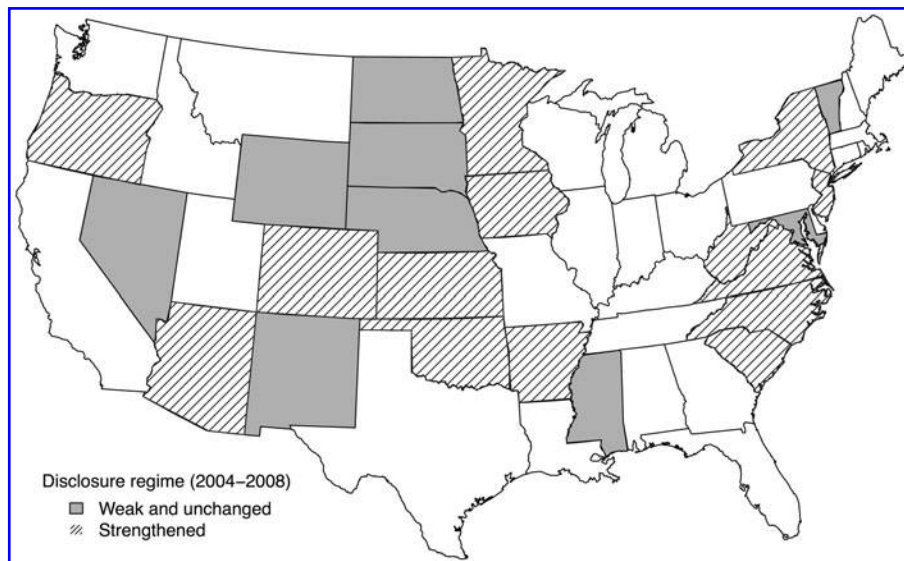 Disclosure regime (2004–2008)
Weak and unchanged
Strengthened